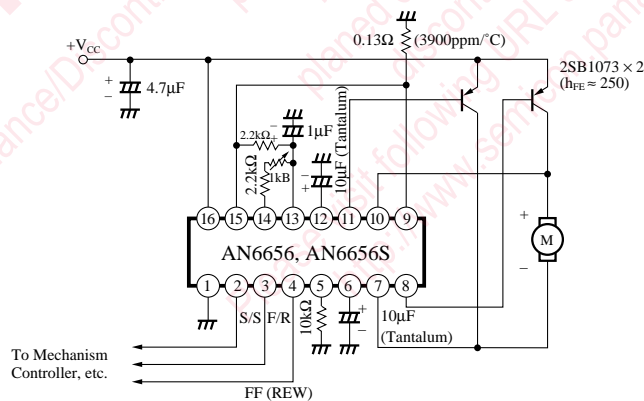 0.13Ω (3900ppm/°C)
+VCC
2SB1073 × 2
(hFE ≈ 250)
+
−
4.7μF
−
1μF
2.2kΩ
+
2.2kΩ
1kB
−
+
10μF (Tantalum)
16 15 14 13 12 11 10 9
AN6656, AN6656S
+
M
−
1 2 3 4 5 6 7 8
S/S F/R
10kΩ
+
−
10μF
(Tantalum)
To Mechanism
Controller, etc.
FF (REW)